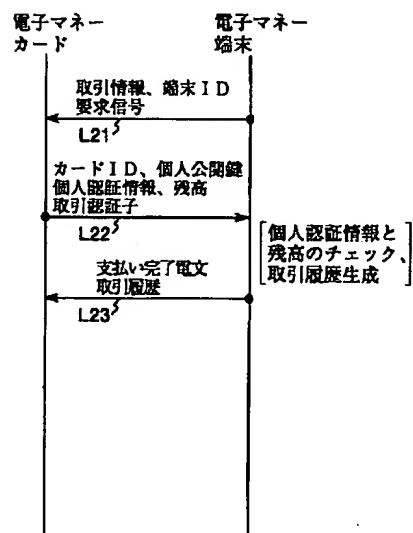 電子マネー
カード
電子マネー
端末
取引情報、端末ID
要求信号
L21
カードID、個人公開鍵
個人認証情報、残高
取引認証子
L22
個人認証情報と
残高のチェック、
取引履歴生成
支払い完了電文
取引履歴
L23